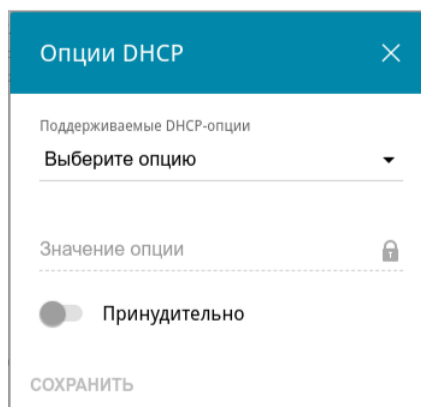 Опции DHCP
Поддерживаемые DHCP-опции
Выберите опцию
Значение опции
Принудительно
СОХРАНИТЬ